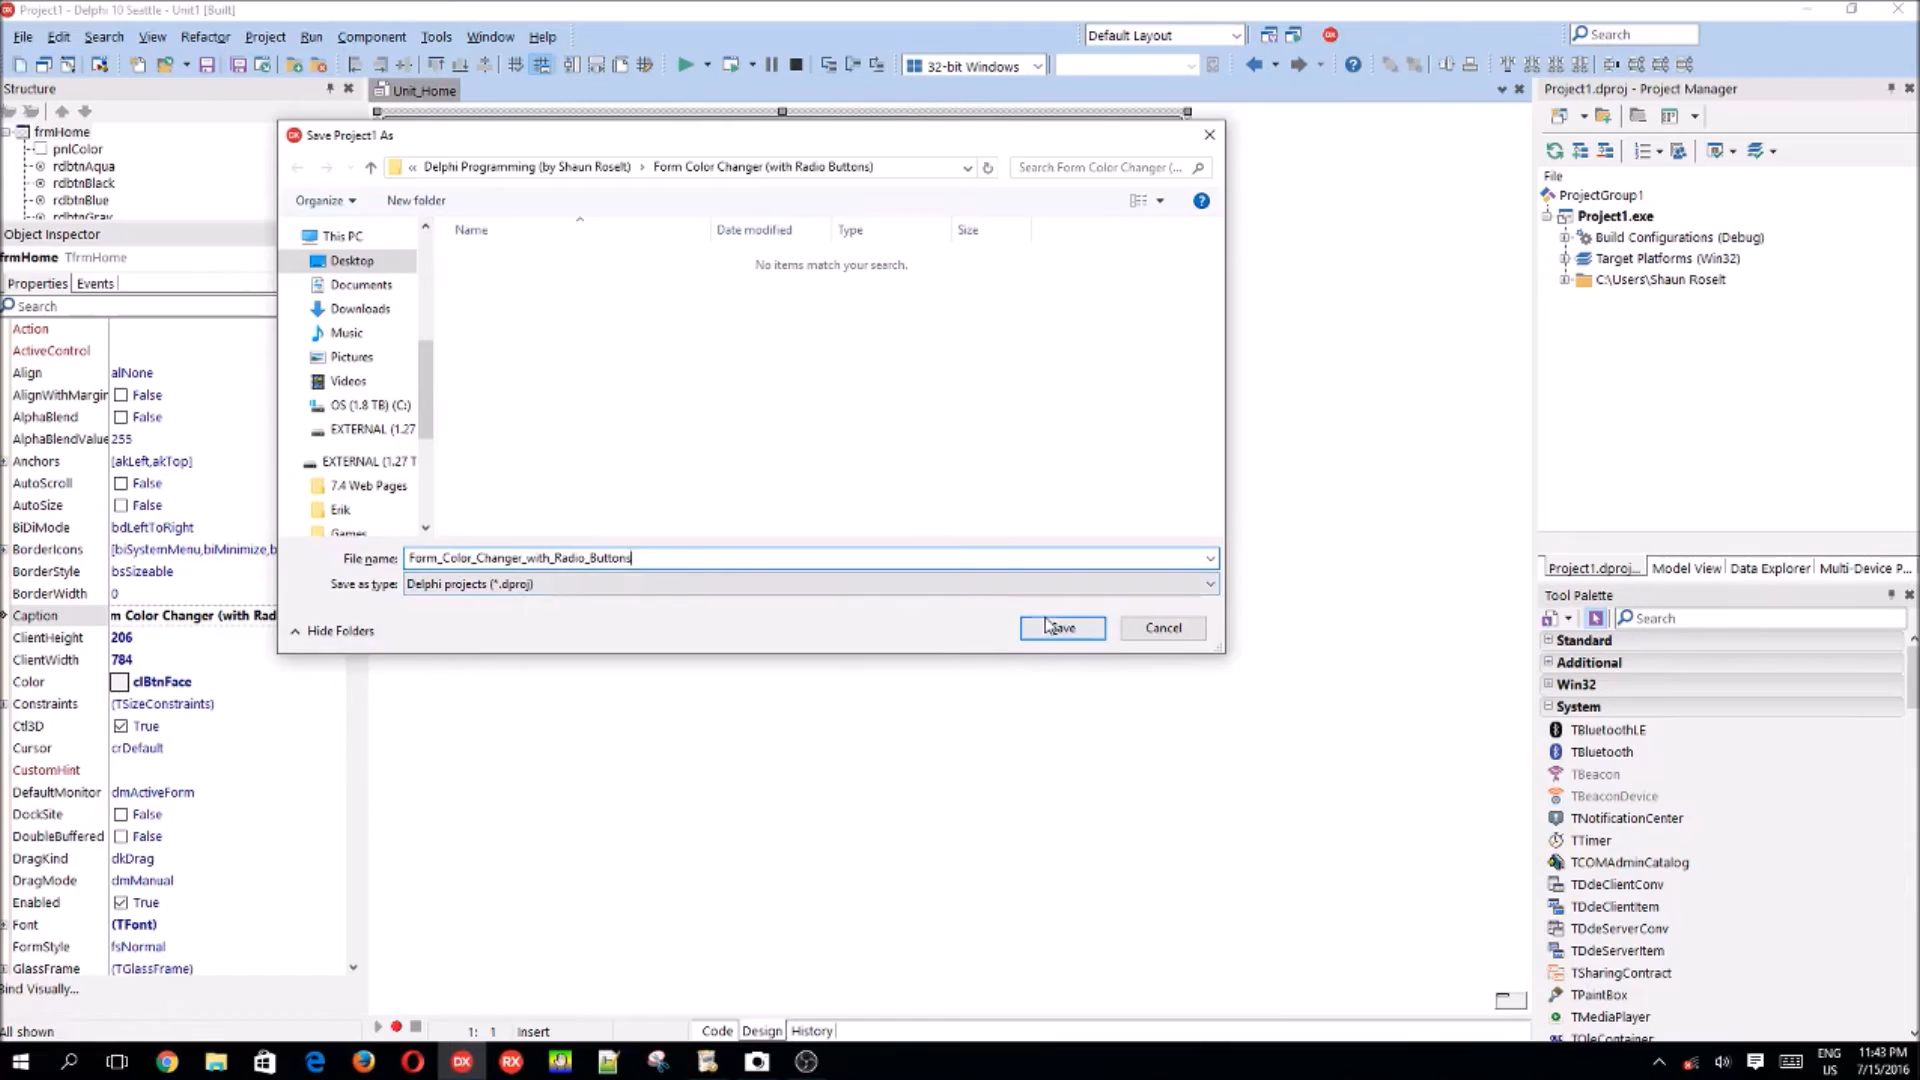 Project1 - Delphi 10 Seattle - Unit1 [Built]
File Edit Search View Refactor Project Run Component Tools Window Help
Default Layout
Search
32-bit Windows
Structure
Unit_Home
Project1.dproj - Project Manager
frmHome
pnlColor
rdbtnAqua
rdbtnBlack
rdbtnBlue
rdbtnGray
Object Inspector
frmHome TfrmHome
Properties Events
Search
Action
ActiveControl
Align alNone
AlignWithMargin False
AlphaBlend False
AlphaBlendValue 255
Anchors [akLeft,akTop]
AutoScroll False
AutoSize False
BiDiMode bdLeftToRight
BorderIcons [biSystemMenu,biMinimize,b
BorderStyle bsSizeable
BorderWidth 0
Caption m Color Changer (with Rad
ClientHeight 206
ClientWidth 784
Color clBtnFace
Constraints (TSizeConstraints)
Ctl3D True
Cursor crDefault
CustomHint
DefaultMonitor dmActiveForm
DockSite False
DoubleBuffered False
DragKind dkDrag
DragMode dmManual
Enabled True
Font (TFont)
FormStyle fsNormal
GlassFrame (TGlassFrame)
Bind Visually...
All shown
Save Project1 As
« Delphi Programming (by Shaun Roselt) › Form Color Changer (with Radio Buttons)
Search Form Color Changer (...
Organize New folder
Name Date modified Type Size
No items match your search.
This PC
Desktop
Documents
Downloads
Music
Pictures
Videos
OS (1.8 TB) (C:)
EXTERNAL (1.27
EXTERNAL (1.27 T
7.4 Web Pages
Erik
Games
File name: Form_Color_Changer_with_Radio_Buttons
Save as type: Delphi projects (*.dproj)
Hide Folders
Save
Cancel
1: 1 Insert
Code Design History
File
ProjectGroup1
Project1.exe
Build Configurations (Debug)
Target Platforms (Win32)
C:\Users\Shaun Roselt
Project1.dproj... Model View Data Explorer Multi-Device P...
Tool Palette
Search
Standard
Additional
Win32
System
TBluetoothLE
TBluetooth
TBeacon
TBeaconDevice
TNotificationCenter
TTimer
TCOMAdminCatalog
TDdeClientConv
TDdeClientItem
TDdeServerConv
TDdeServerItem
TSharingContract
TPaintBox
TMediaPlayer
TOleContainer
DX
RX
ENG
US
11:43 PM
7/15/2016